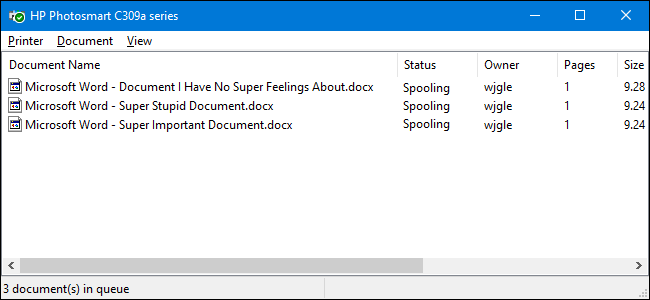 HP Photosmart C309a series
Printer Document View
Document Name Status Owner Pages Size
Microsoft Word - Document I Have No Super Feelings About.docx Spooling wjgle 1 9.28
Microsoft Word - Super Stupid Document.docx Spooling wjgle 1 9.24
Microsoft Word - Super Important Document.docx Spooling wjgle 1 9.24
3 document(s) in queue